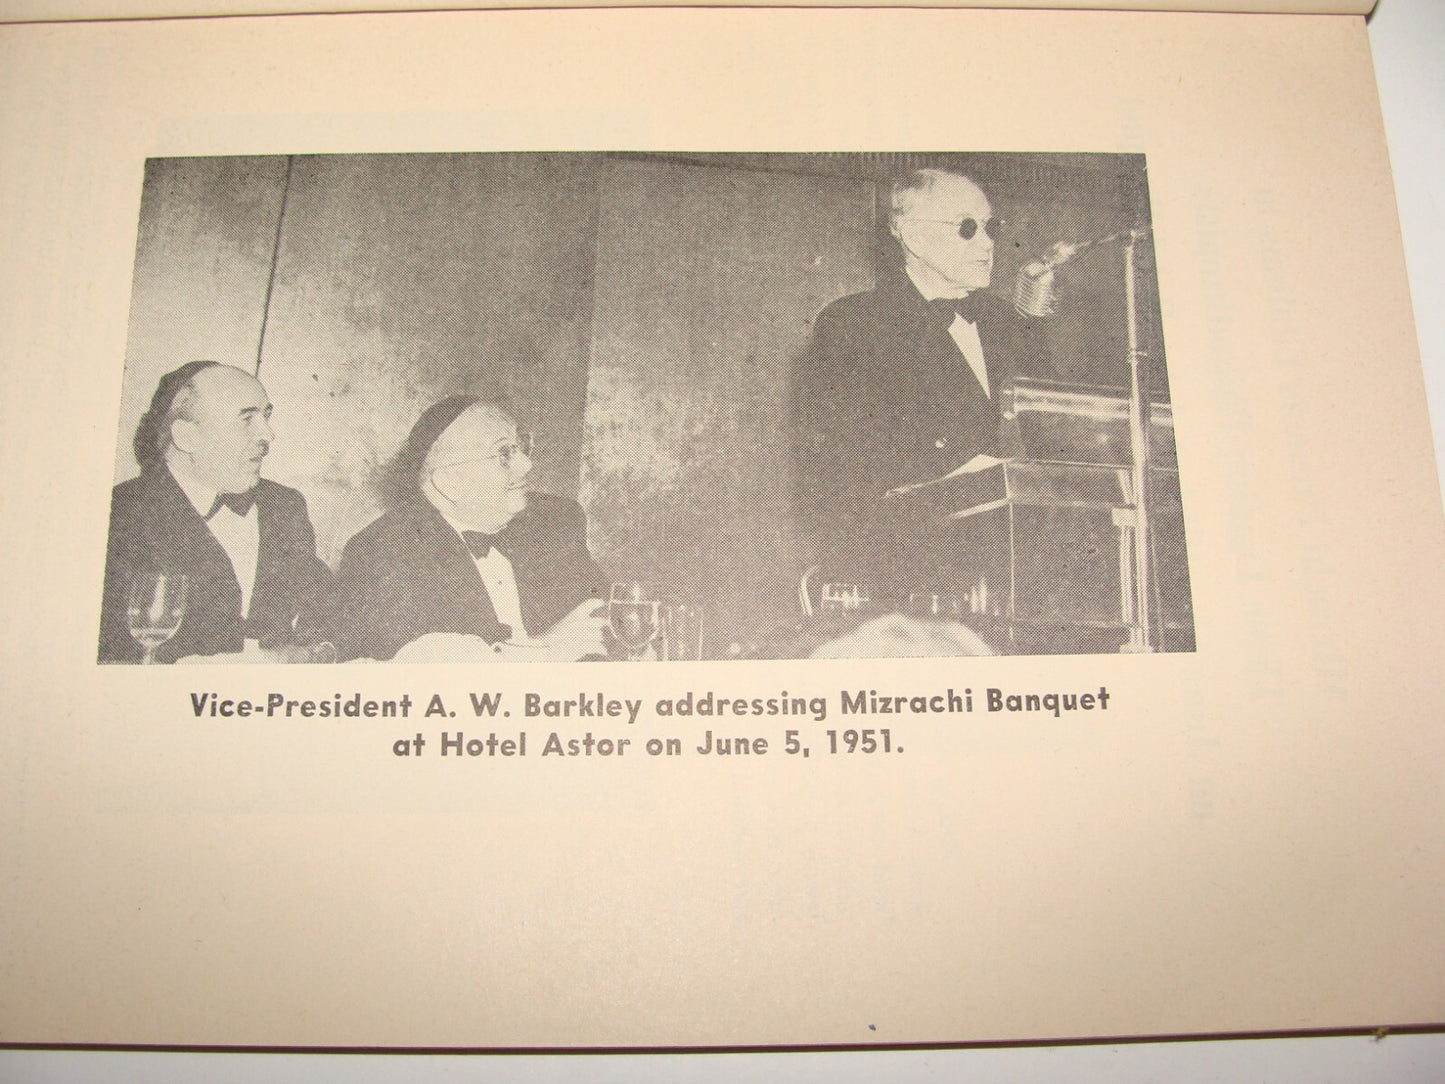 Vice-President A. W. Barkley addressing Mizrachi Banquet
at Hotel Astor on June 5, 1951.